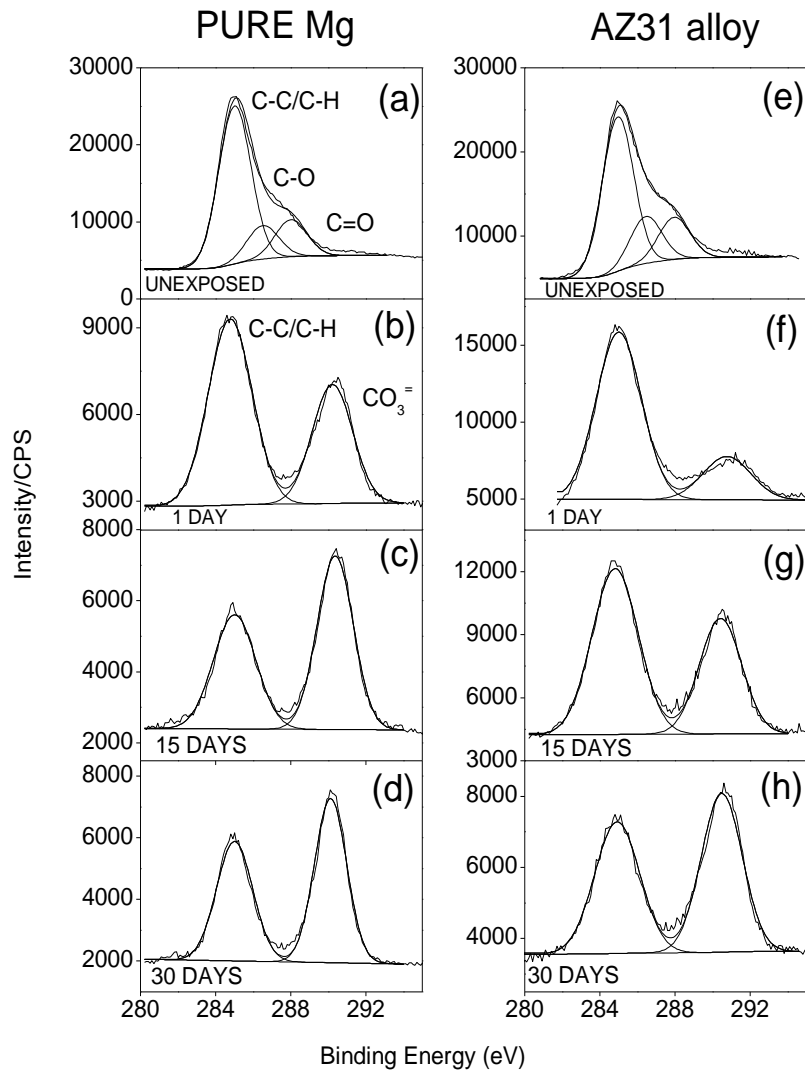 PURE Mg
AZ31 alloy
Intensity/CPS
30000
20000
10000
0
C-C/C-H
C-O
C=O
(a)
UNEXPOSED
9000
6000
3000
C-C/C-H
CO3=
(b)
1 DAY
8000
6000
4000
2000
(c)
15 DAYS
8000
6000
4000
2000
(d)
30 DAYS
280 284 288 292
30000
20000
10000
(e)
UNEXPOSED
15000
10000
5000
(f)
1 DAY
12000
9000
6000
3000
(g)
15 DAYS
8000
6000
4000
(h)
30 DAYS
280 284 288 292
Binding Energy (eV)